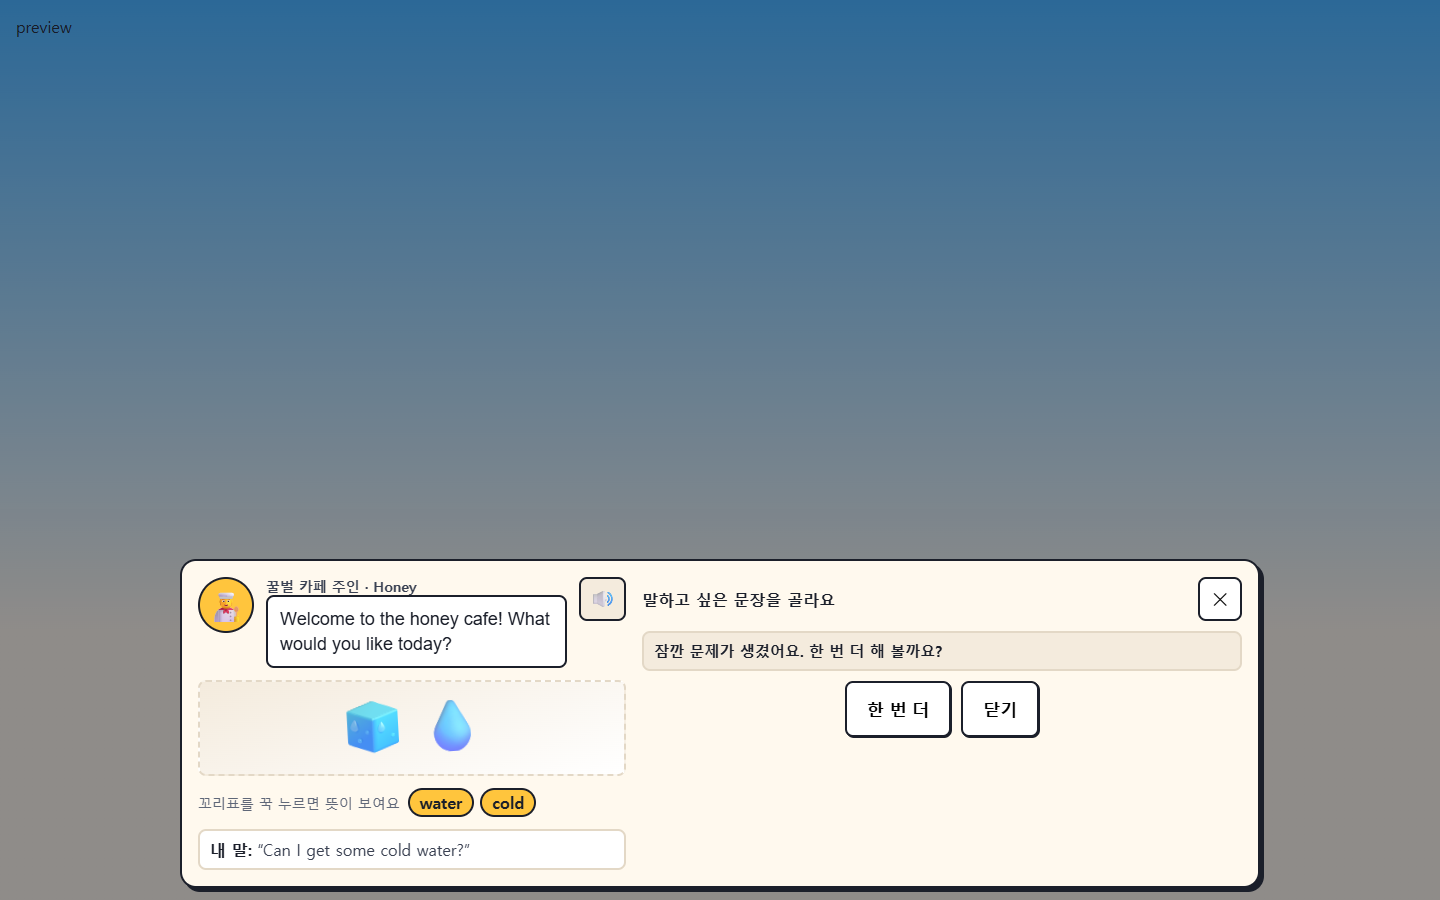 preview
꿀벌 카페 주인 · Honey
Welcome to the honey cafe! What
would you like today?
꼬리표를 꾹 누르면 뜻이 보여요 water cold
내 말: “Can I get some cold water?”
말하고 싶은 문장을 골라요
잠깐 문제가 생겼어요. 한 번 더 해 볼까요?
한 번 더 닫기